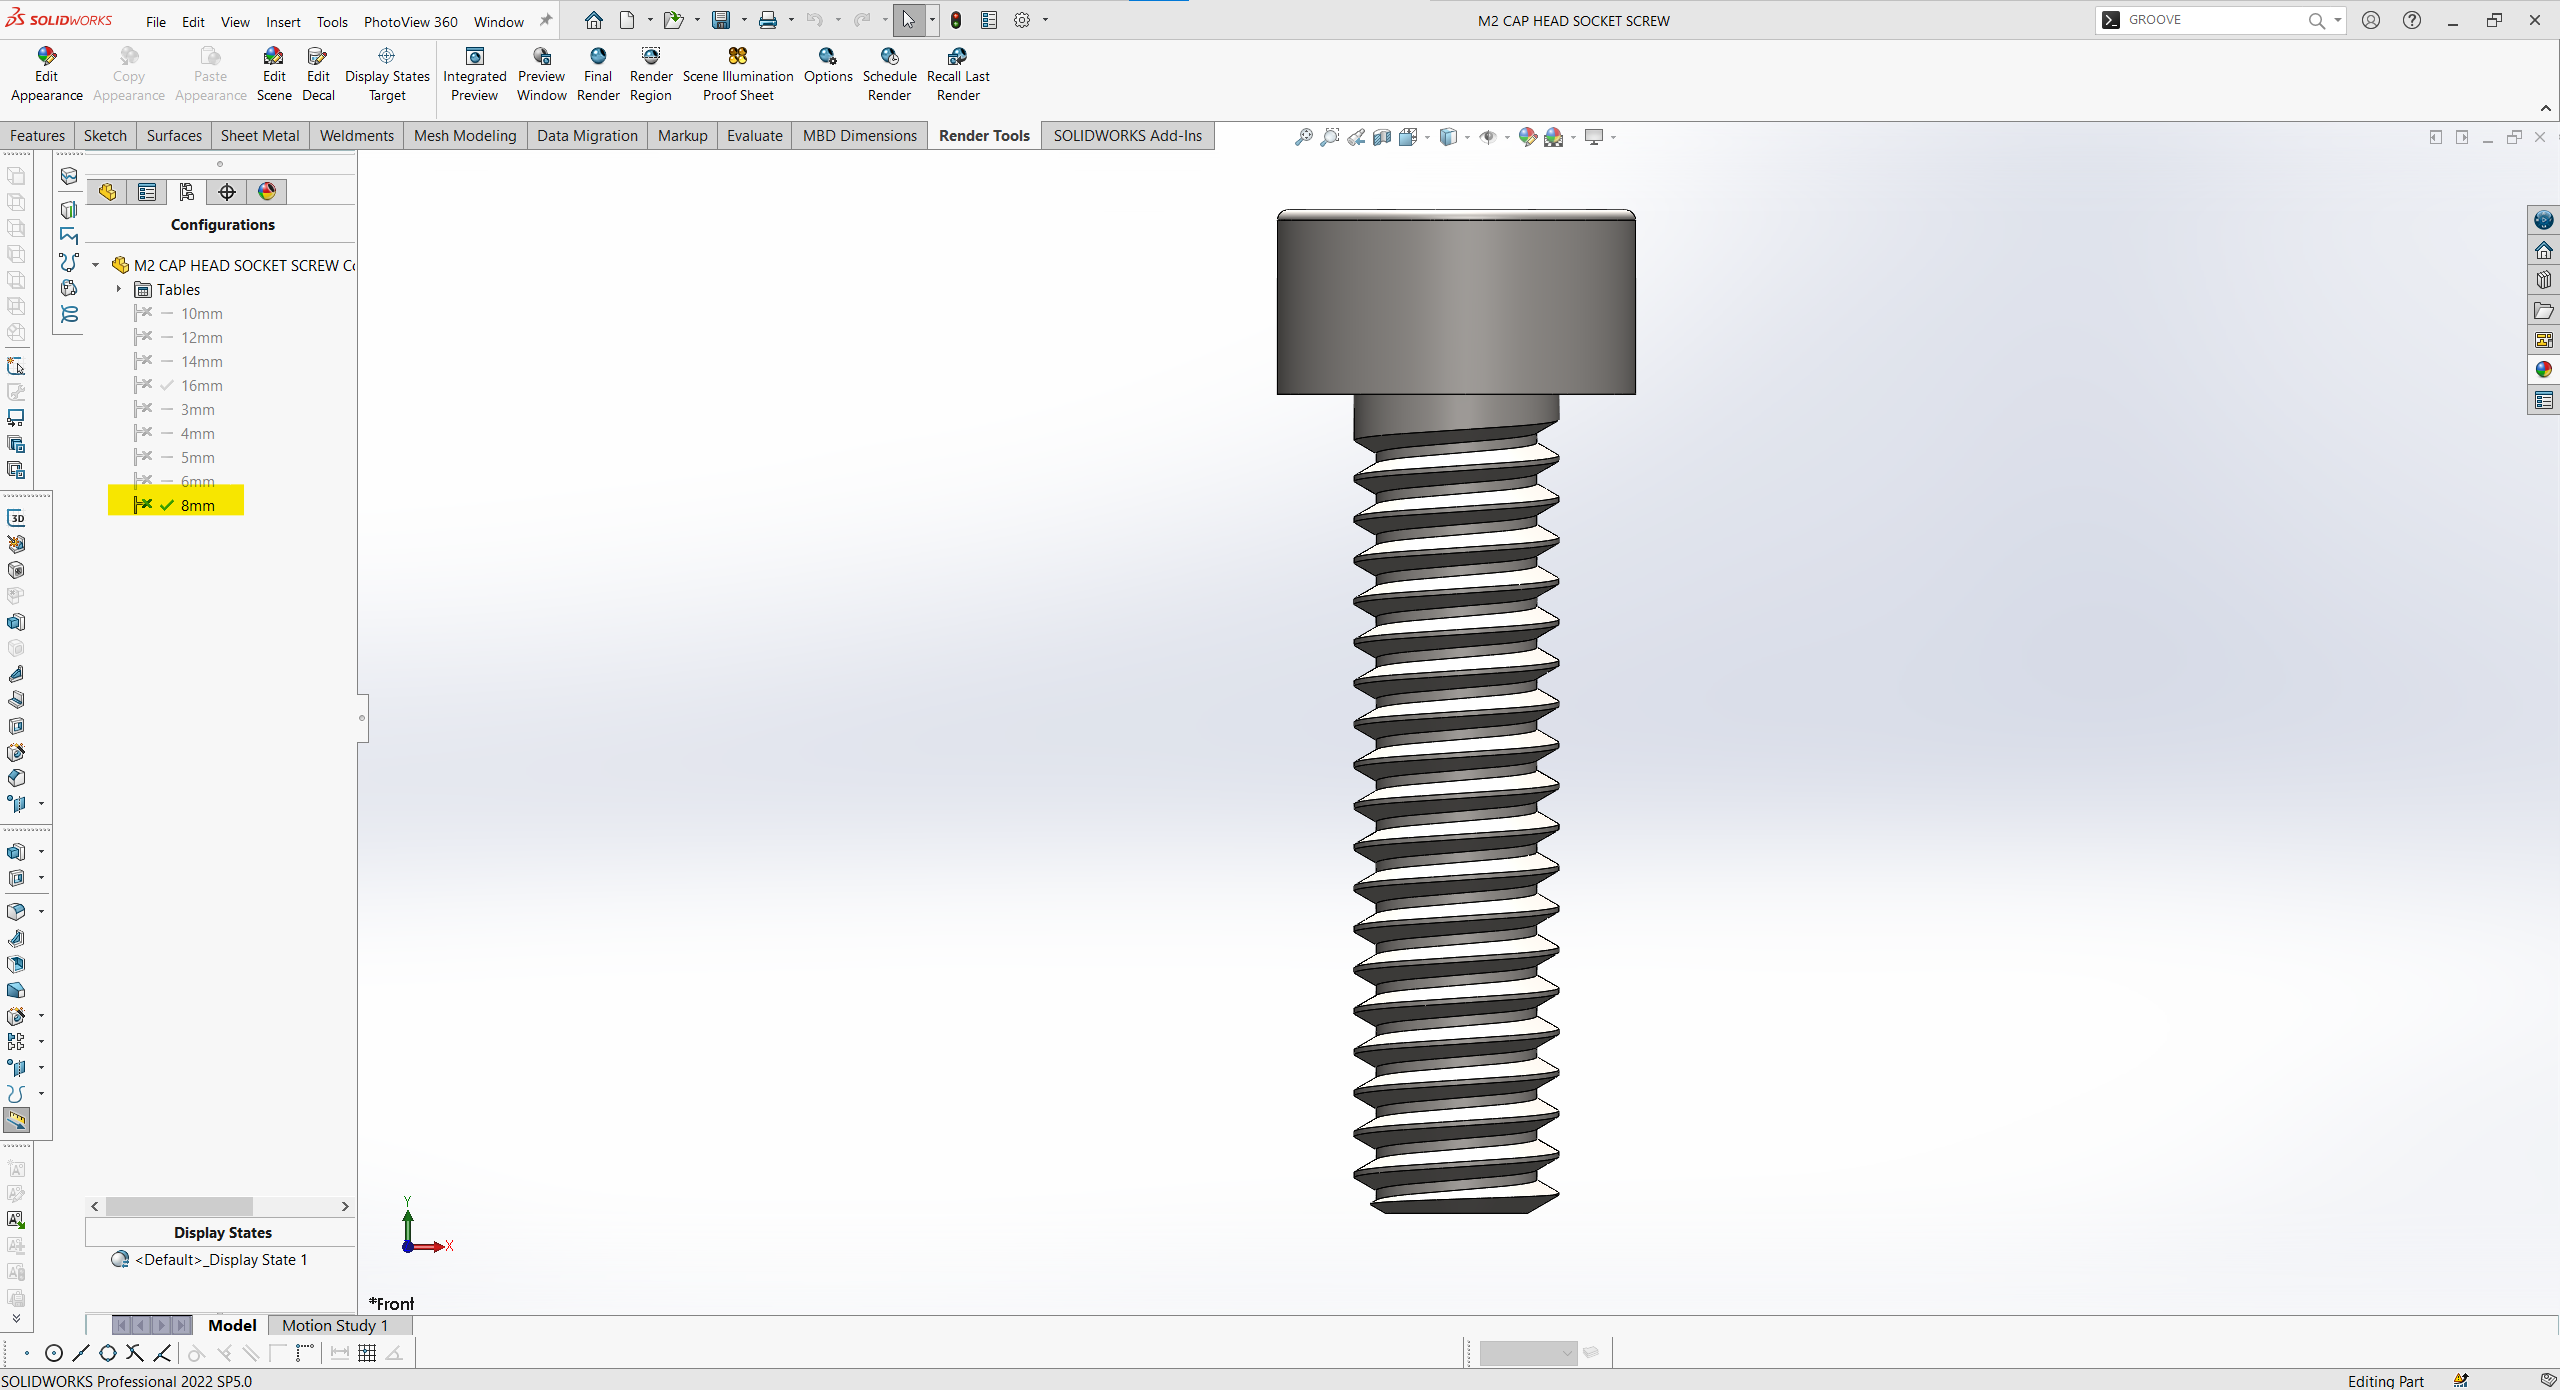 SOLIDWORKS File Edit View Insert Tools PhotoView 360 Window M2 CAP HEAD SOCKET SCREW GROOVE
Edit Appearance
Copy Appearance
Paste Appearance
Edit Scene
Edit Decal
Display States Target
Integrated Preview
Preview Window
Final Render
Render Region
Scene Illumination Proof Sheet
Options
Schedule Render
Recall Last Render
Features Sketch Surfaces Sheet Metal Weldments Mesh Modeling Data Migration Markup Evaluate MBD Dimensions Render Tools SOLIDWORKS Add-Ins
Configurations
M2 CAP HEAD SOCKET SCREW Co
Tables
10mm
12mm
14mm
16mm
3mm
4mm
5mm
6mm
8mm
3D
Display States
<Default>_Display State 1
Y
X
*Front
Model Motion Study 1
SOLIDWORKS Professional 2022 SP5.0 Editing Part